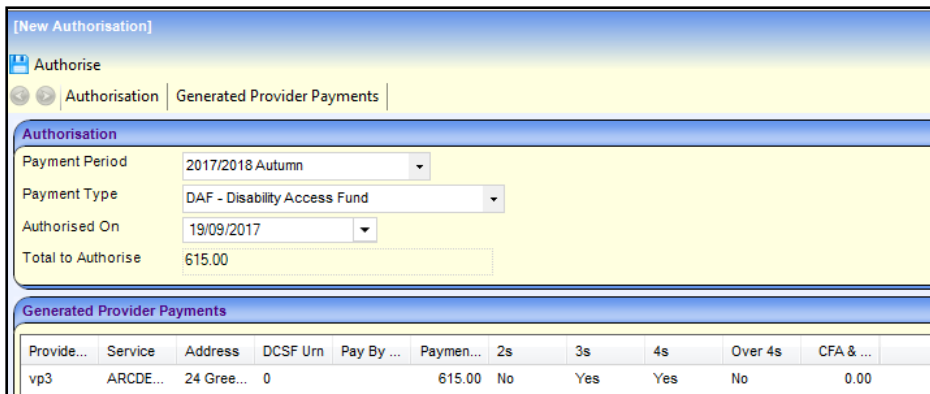 [New Authorisation]
Authorise
Authorisation Generated Provider Payments
Authorisation
Payment Period 2017/2018 Autumn
Payment Type DAF - Disability Access Fund
Authorised On 19/09/2017
Total to Authorise 615.00
Generated Provider Payments
Provide... Service Address DCSF Urn Pay By ... Paymen... 2s 3s 4s Over 4s CFA & ...
vp3 ARCDE... 24 Gree... 0 615.00 No Yes Yes No 0.00